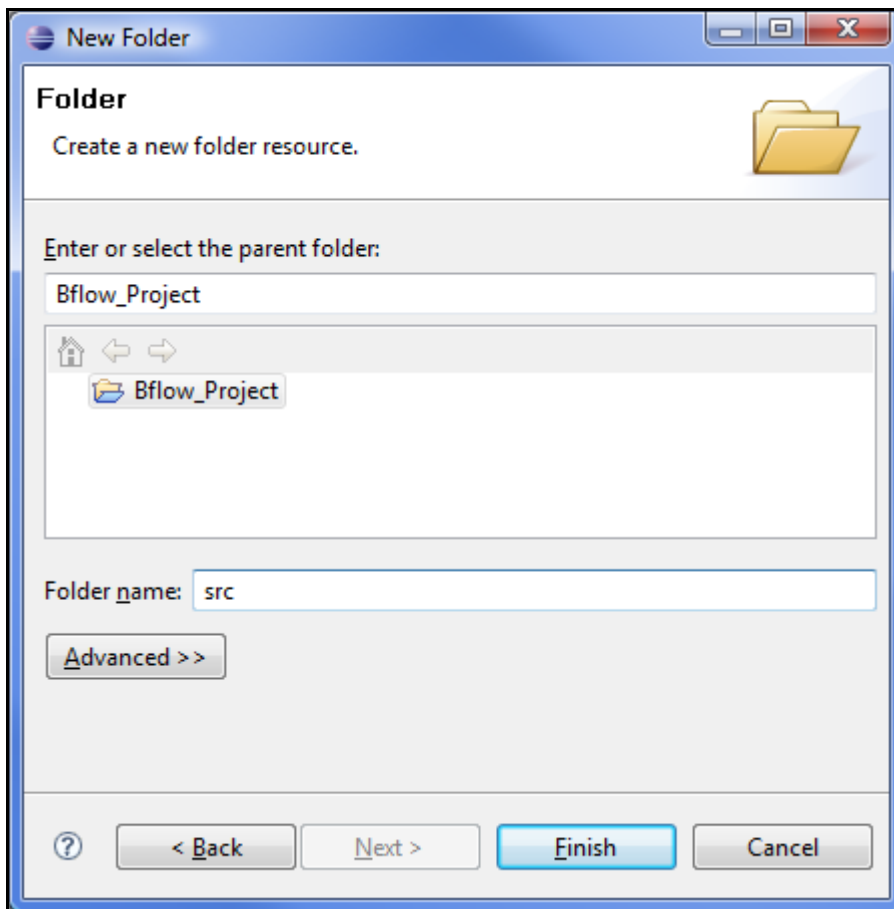 New Folder
Folder
Create a new folder resource.
Enter or select the parent folder:
Bflow_Project
Bflow_Project
Folder name: src
Advanced >>
? < Back Next > Finish Cancel